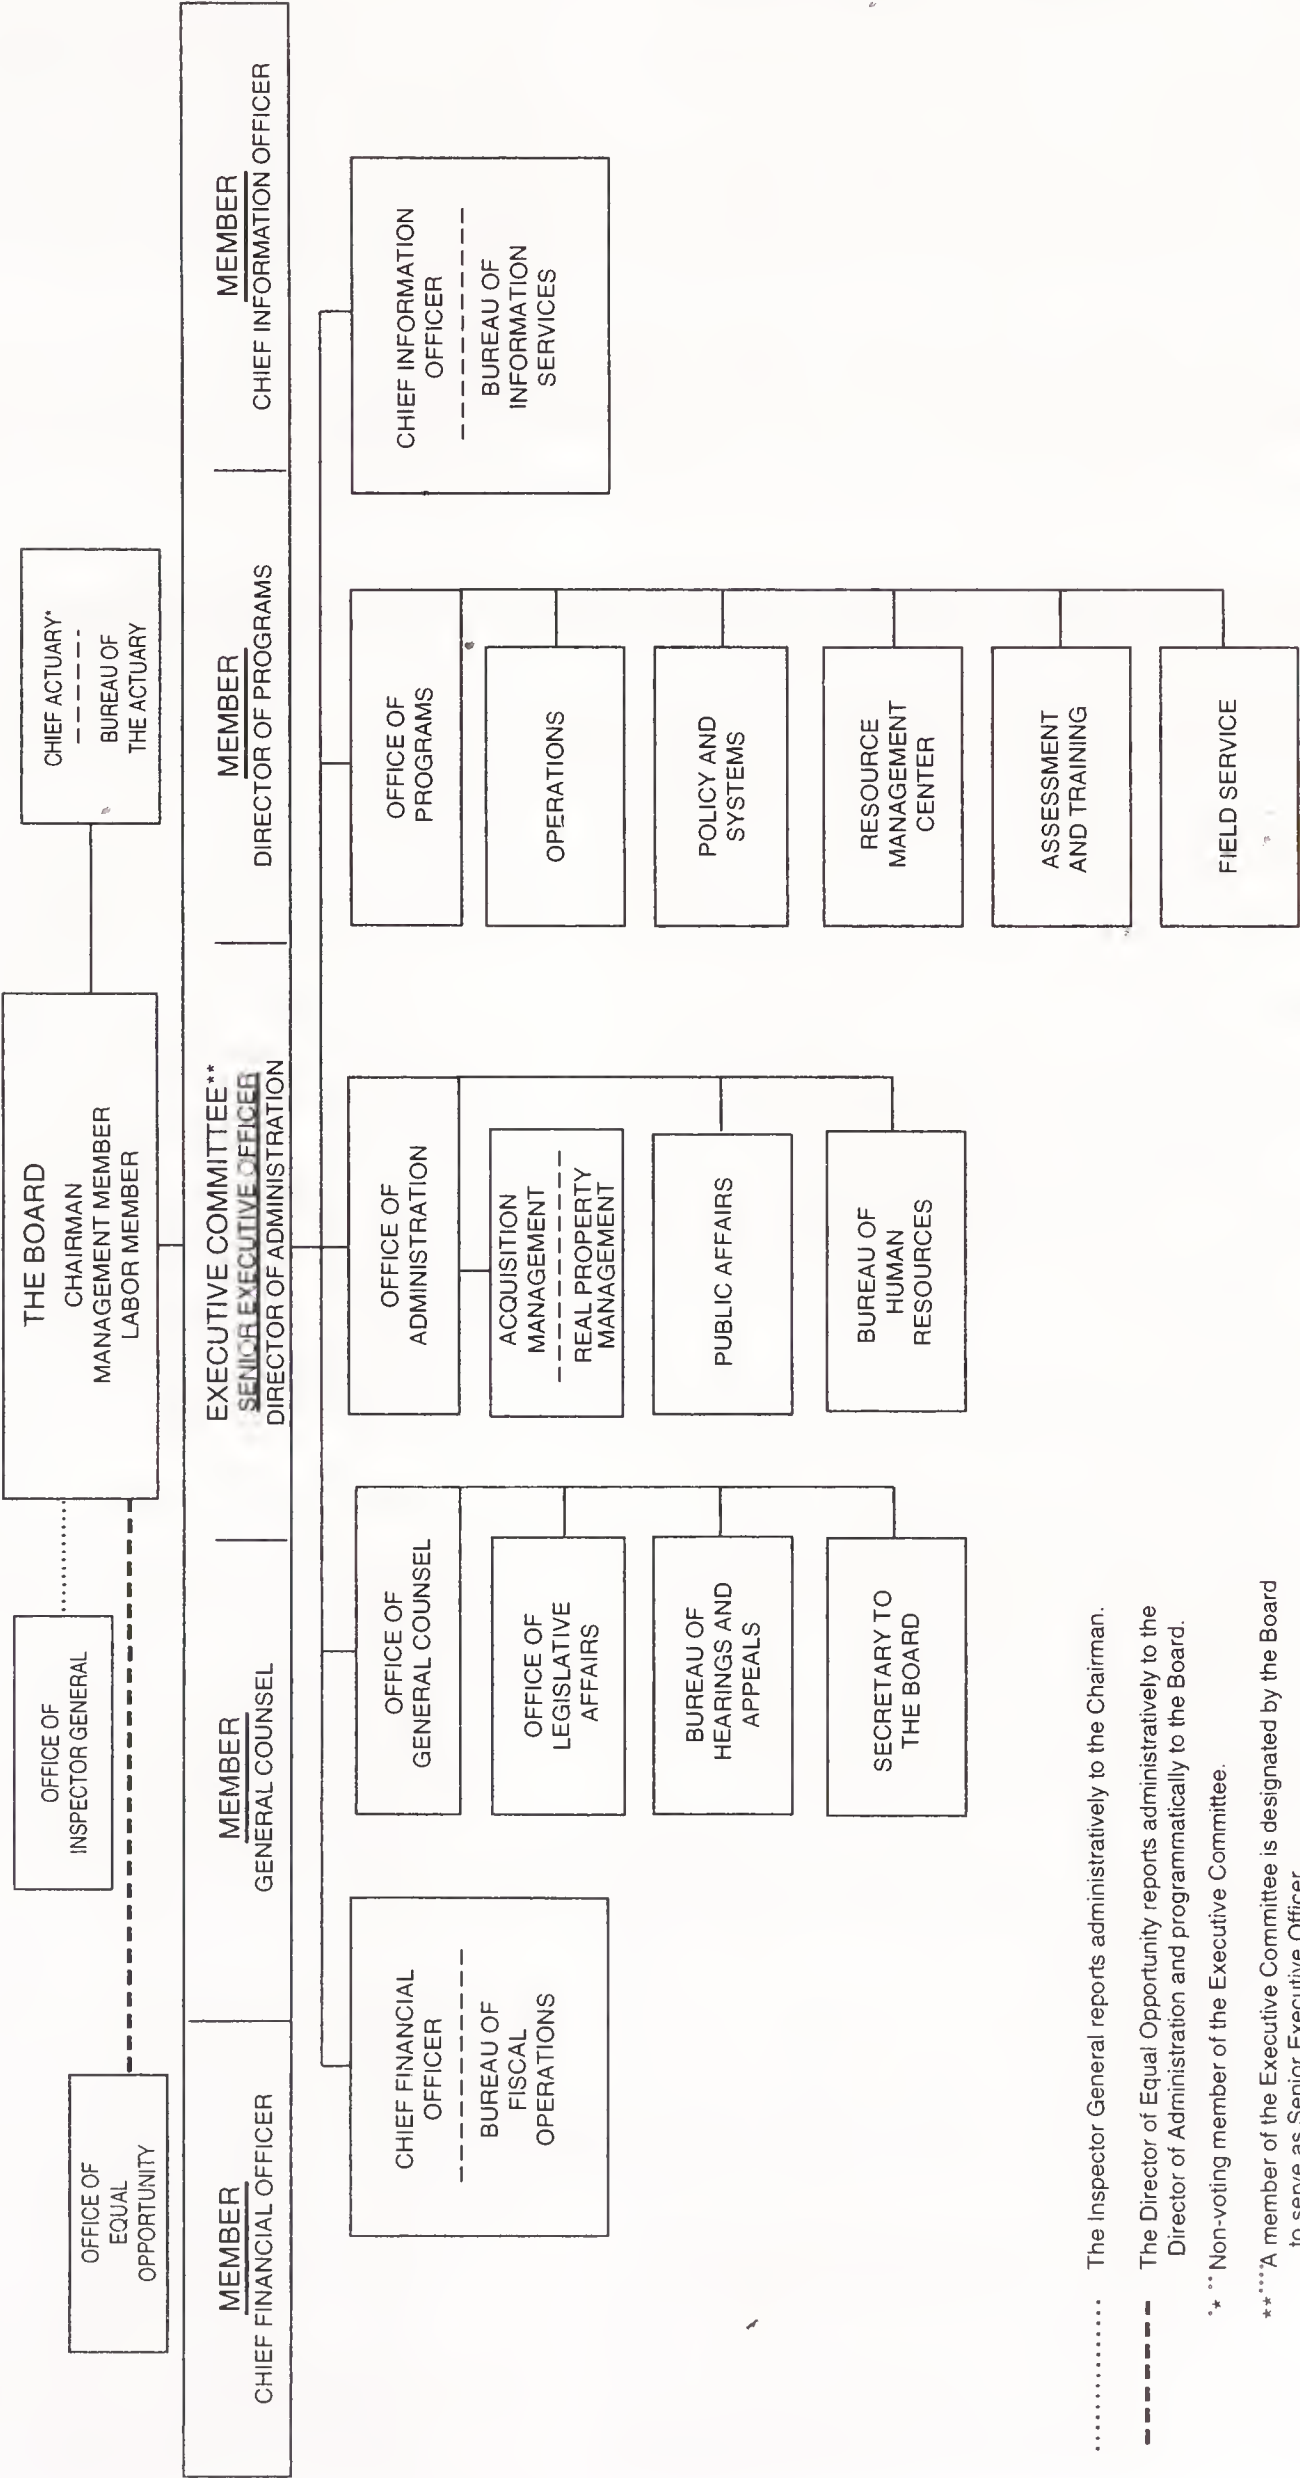 THE BOARD
CHAIRMAN
MANAGEMENT MEMBER
LABOR MEMBER
OFFICE OF
EQUAL
OPPORTUNITY
OFFICE OF
INSPECTOR GENERAL
CHIEF ACTUARY*
BUREAU OF
THE ACTUARY
MEMBER
CHIEF FINANCIAL OFFICER
MEMBER
GENERAL COUNSEL
EXECUTIVE COMMITTEE**
SENIOR EXECUTIVE OFFICER
DIRECTOR OF ADMINISTRATION
MEMBER
DIRECTOR OF PROGRAMS
MEMBER
CHIEF INFORMATION OFFICER
CHIEF FINANCIAL
OFFICER
BUREAU OF
FISCAL
OPERATIONS
OFFICE OF
GENERAL COUNSEL
OFFICE OF
LEGISLATIVE
AFFAIRS
BUREAU OF
HEARINGS AND
APPEALS
SECRETARY TO
THE BOARD
OFFICE OF
ADMINISTRATION
ACQUISITION
MANAGEMENT
REAL PROPERTY
MANAGEMENT
PUBLIC AFFAIRS
BUREAU OF
HUMAN
RESOURCES
OFFICE OF
PROGRAMS
OPERATIONS
POLICY AND
SYSTEMS
RESOURCE
MANAGEMENT
CENTER
ASSESSMENT
AND TRAINING
FIELD SERVICE
CHIEF INFORMATION
OFFICER
BUREAU OF
INFORMATION
SERVICES
The Inspector General reports administratively to the Chairman.
The Director of Equal Opportunity reports administratively to the
Director of Administration and programmatically to the Board.
* Non-voting member of the Executive Committee.
** A member of the Executive Committee is designated by the Board
to serve as Senior Executive Officer